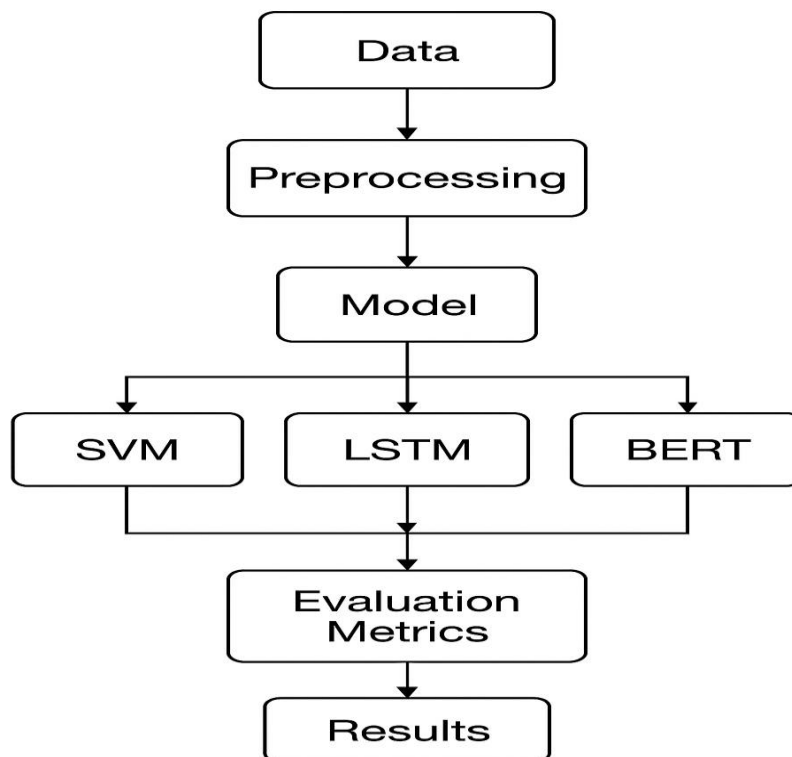 Data
Preprocessing
Model
SVM
LSTM
BERT
Evaluation
Metrics
Results